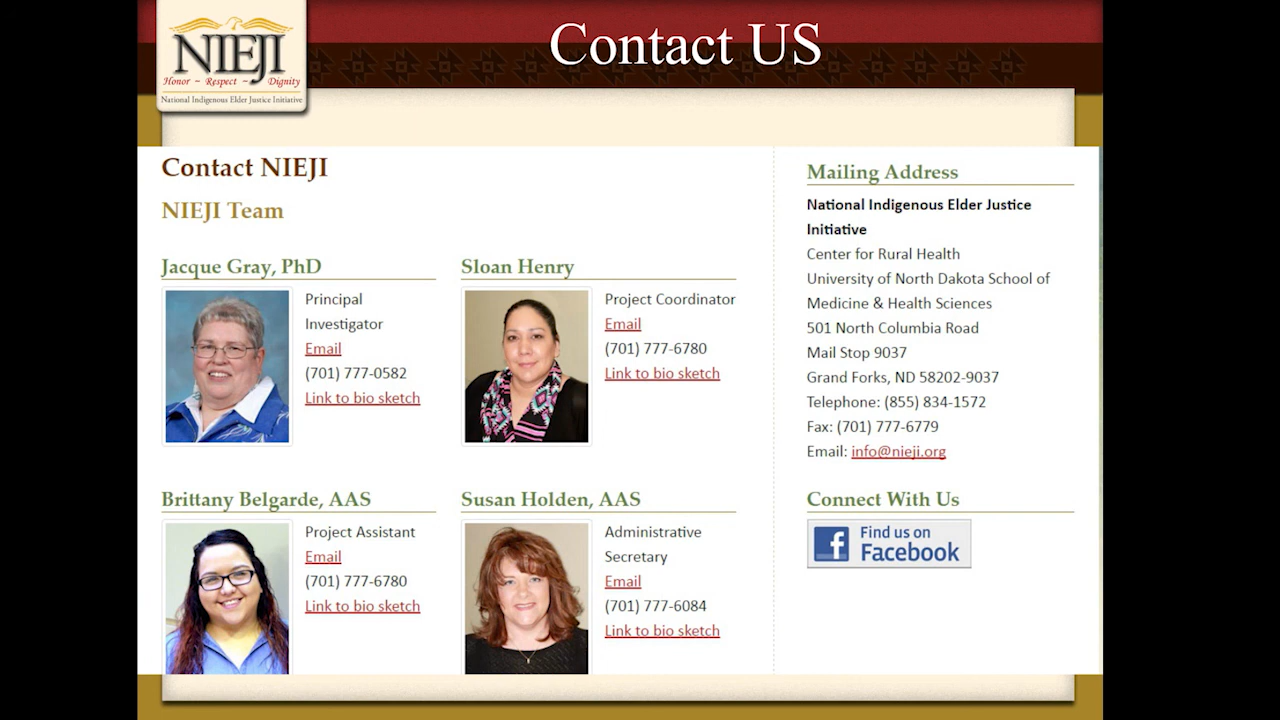 NIEJI
Honor ~ Respect ~ Dignity
National Indigenous Elder Justice Initiative
Contact US
Contact NIEJI
NIEJI Team
Jacque Gray, PhD
Principal
Investigator
Email
(701) 777-0582
Link to bio sketch
Sloan Henry
Project Coordinator
Email
(701) 777-6780
Link to bio sketch
Brittany Belgarde, AAS
Project Assistant
Email
(701) 777-6780
Link to bio sketch
Susan Holden, AAS
Administrative
Secretary
Email
(701) 777-6084
Link to bio sketch
Mailing Address
National Indigenous Elder Justice
Initiative
Center for Rural Health
University of North Dakota School of
Medicine & Health Sciences
501 North Columbia Road
Mail Stop 9037
Grand Forks, ND 58202-9037
Telephone: (855) 834-1572
Fax: (701) 777-6779
Email: info@nieji.org
Connect With Us
Find us on
Facebook